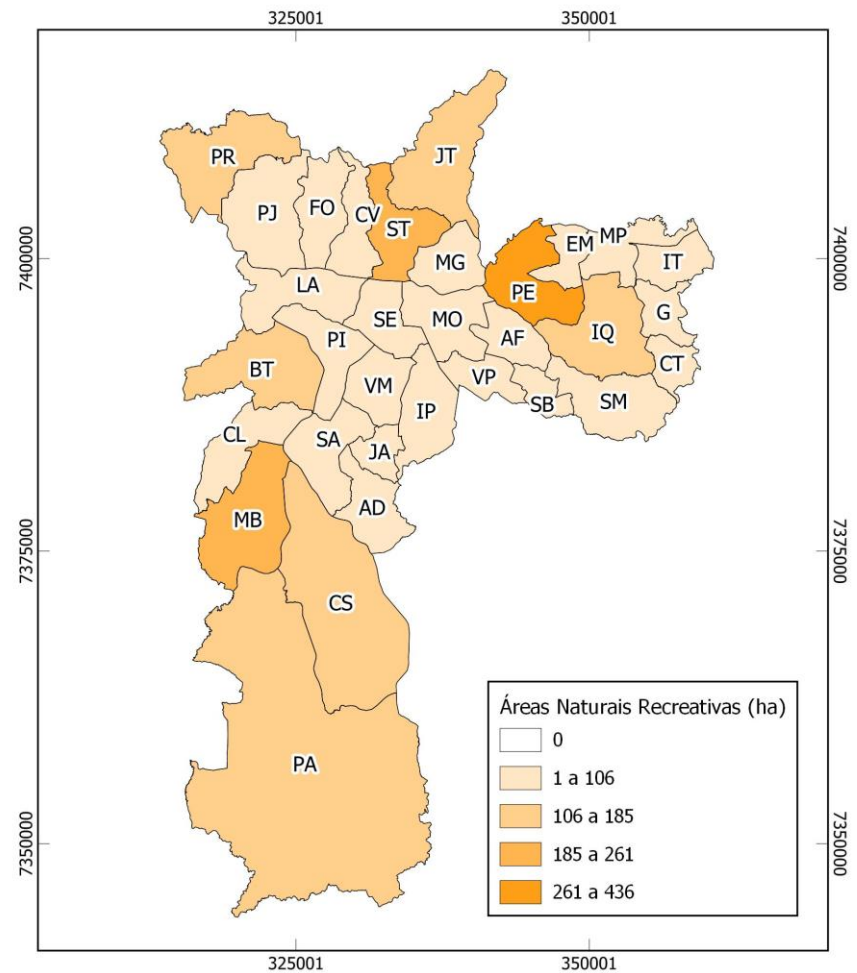 325001 350001
PR
JT
PJ
FO
CV
ST
7400000
7400000
EM
MP
MG
IT
LA
PE
G
SE
MO
IQ
PI
AF
BT
CT
VM
VP
SM
SB
IP
CL
SA
JA
MB
AD
7375000
7375000
CS
Áreas Naturais Recreativas (ha)
0
1 a 106
PA
106 a 185
7350000
7350000
185 a 261
261 a 436
325001 350001